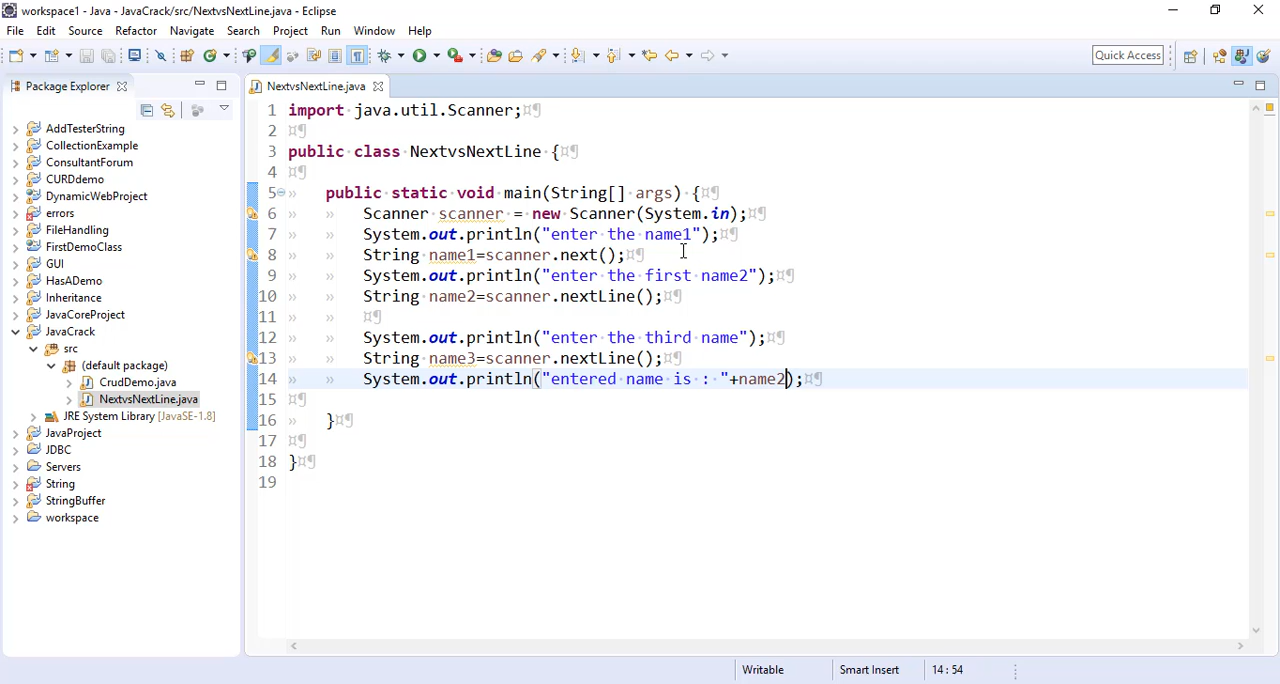 workspace1 - Java - JavaCrack/src/NextvsNextLine.java - Eclipse
File Edit Source Refactor Navigate Search Project Run Window Help
Quick Access
Package Explorer
NextvsNextLine.java
AddTesterString
CollectionExample
ConsultantForum
CURDdemo
DynamicWebProject
errors
FileHandling
FirstDemoClass
GUI
HasADemo
Inheritance
JavaCoreProject
JavaCrack
src
(default package)
CrudDemo.java
NextvsNextLine.java
JRE System Library [JavaSE-1.8]
JavaProject
JDBC
Servers
String
StringBuffer
workspace
1 import·java.util.Scanner;¤¶
2 ¤¶
3 public·class·NextvsNextLine·{¤¶
4 ¤¶
5 » public·static·void·main(String[]·args)·{¤¶
6 » » Scanner·scanner·=·new·Scanner(System.in);¤¶
7 » » System.out.println("enter·the·name1");¤¶
8 » » String·name1=scanner.next();¤¶
9 » » System.out.println("enter·the·first·name2");¤¶
10 » » String·name2=scanner.nextLine();¤¶
11 » » ¤¶
12 » » System.out.println("enter·the·third·name");¤¶
13 » » String·name3=scanner.nextLine();¤¶
14 » » System.out.println("entered·name·is·:·"+name2);¤¶
15 ¤¶
16 » }¤¶
17 ¤¶
18 }¤¶
19
Writable Smart Insert 14 : 54